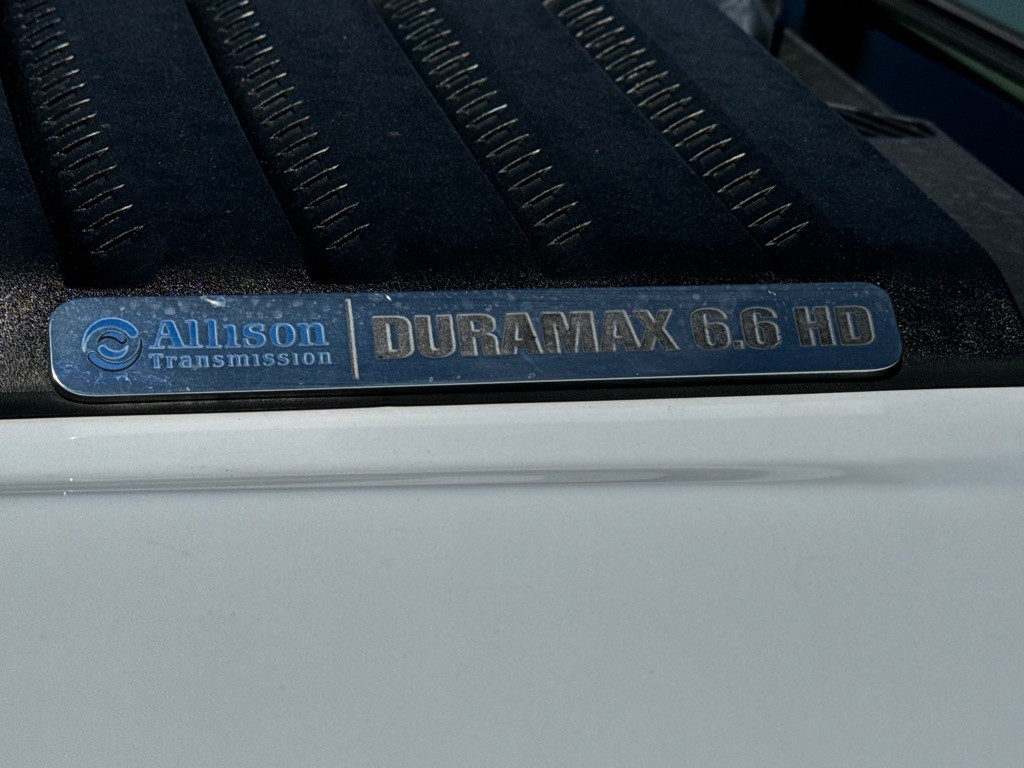 Allison DURAMAX 6.6 HD
Transmission